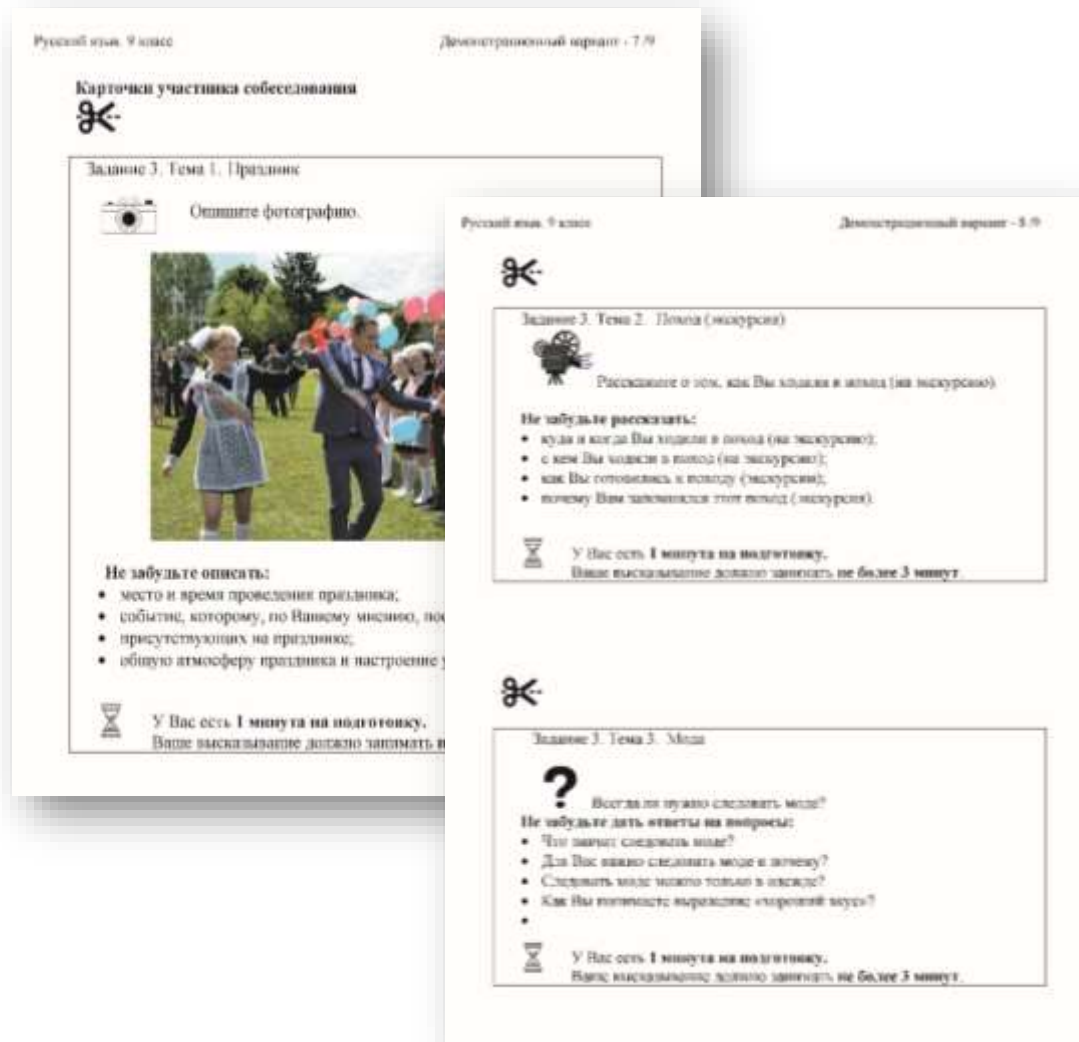 Русский язык. 9 класс Демонстрационный вариант - 7 /9
Карточки участника собеседования
Задание 3. Тема 1. Праздник
Опишите фотографию.
Не забудьте описать:
• место и время проведения праздника;
• событие, которому, по Вашему мнению, пос
• присутствующих на празднике;
• общую атмосферу праздника и настроение у
У Вас есть 1 минута на подготовку.
Ваше высказывание должно занимать н
Русский язык. 9 класс Демонстрационный вариант - 8 /9
Задание 3. Тема 2. Поход (экскурсия)
Расскажите о том, как Вы ходили в поход (на экскурсию).
Не забудьте рассказать:
• куда и когда Вы ходили в поход (на экскурсию);
• с кем Вы ходили в поход (на экскурсию);
• как Вы готовились к походу (экскурсии);
• почему Вам запомнился этот поход ( экскурсия).
У Вас есть 1 минута на подготовку.
Ваше высказывание должно занимать не более 3 минут.
Задание 3. Тема 3. Мода
Всегда ли нужно следовать моде?
Не забудьте дать ответы на вопросы:
• Что значит следовать моде?
• Для Вас важно следовать моде и почему?
• Следовать моде можно только в одежде?
• Как Вы понимаете выражение «хороший вкус»?
•
У Вас есть 1 минута на подготовку.
Ваше высказывание должно занимать не более 3 минут.